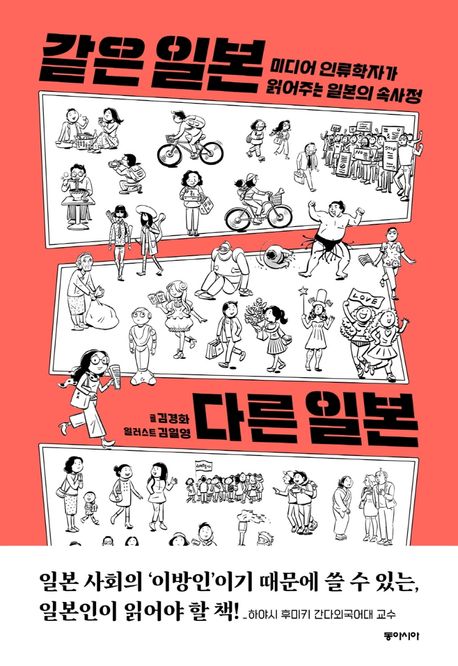 같은 일본
미디어 인류학자가
읽어주는 일본의 속사정
LOVE
글 김경화
일러스트 김일영
다른 일본
일본 사회의 ‘이방인’이기 때문에 쓸 수 있는,
일본인이 읽어야 할 책! _하야시 후미키 간다외국어대 교수
동아시아